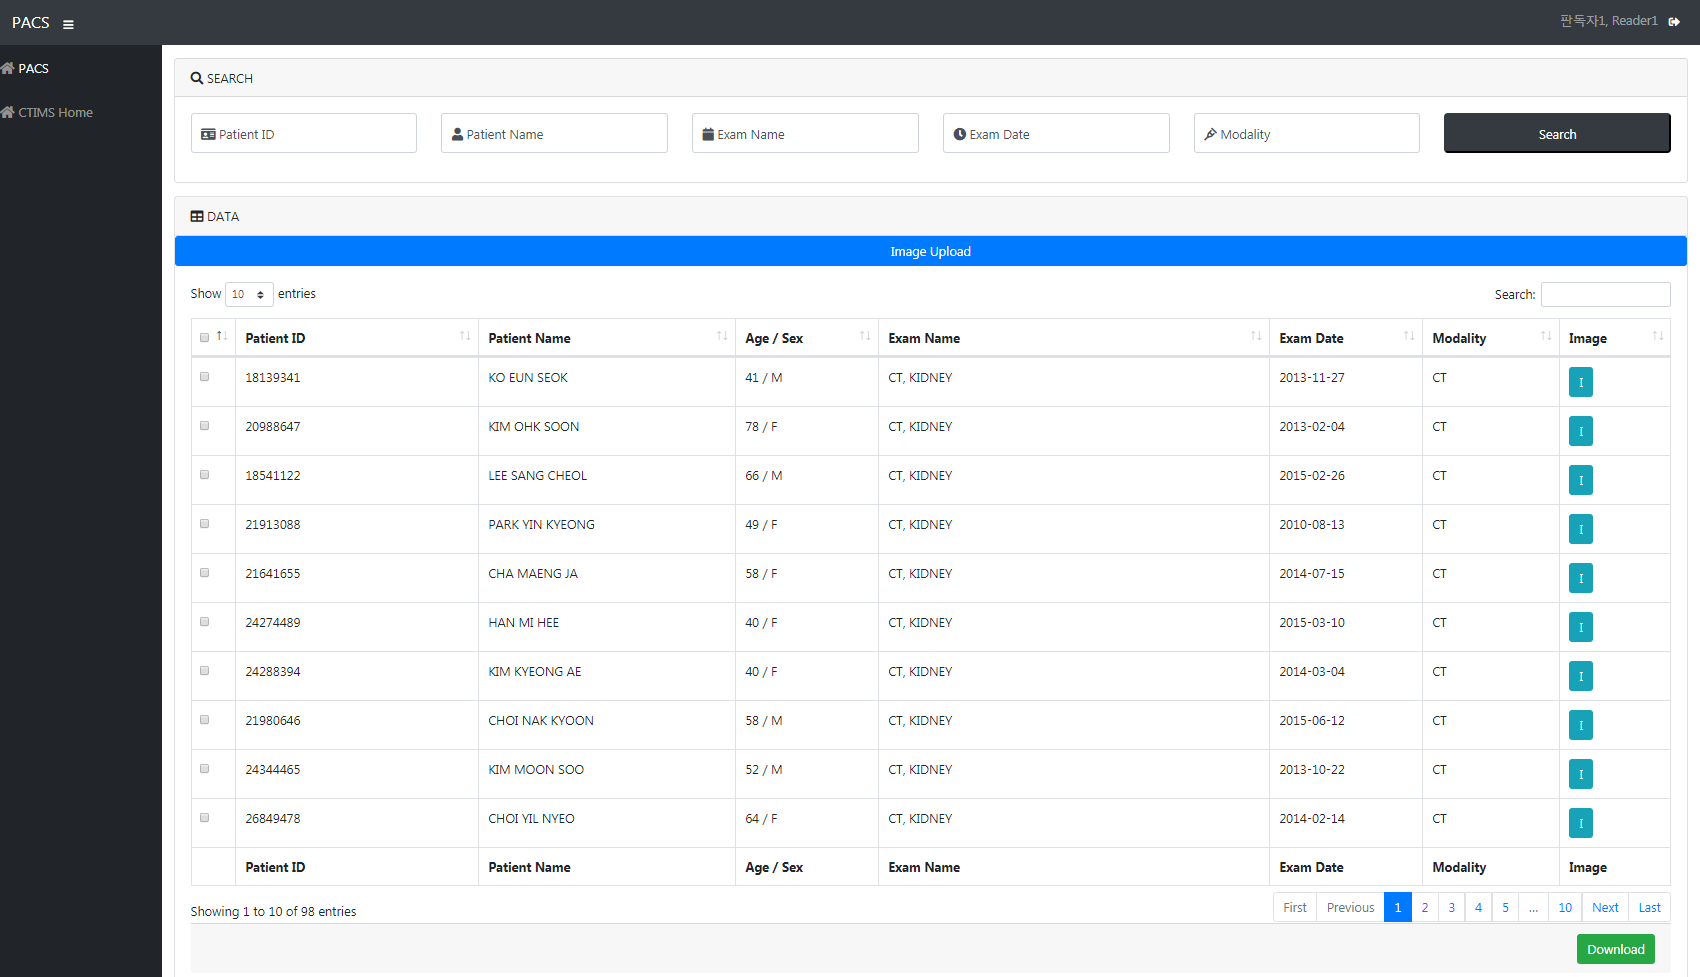 PACS
판독자1, Reader1
PACS
CTIMS Home
SEARCH
Patient ID Patient Name Exam Name Exam Date Modality Search
DATA
Image Upload
Show 10 entries Search:
Patient ID Patient Name Age / Sex Exam Name Exam Date Modality Image
18139341 KO EUN SEOK 41 / M CT, KIDNEY 2013-11-27 CT I
20988647 KIM OHK SOON 78 / F CT, KIDNEY 2013-02-04 CT I
18541122 LEE SANG CHEOL 66 / M CT, KIDNEY 2015-02-26 CT I
21913088 PARK YIN KYEONG 49 / F CT, KIDNEY 2010-08-13 CT I
21641655 CHA MAENG JA 58 / F CT, KIDNEY 2014-07-15 CT I
24274489 HAN MI HEE 40 / F CT, KIDNEY 2015-03-10 CT I
24288394 KIM KYEONG AE 40 / F CT, KIDNEY 2014-03-04 CT I
21980646 CHOI NAK KYOON 58 / M CT, KIDNEY 2015-06-12 CT I
24344465 KIM MOON SOO 52 / M CT, KIDNEY 2013-10-22 CT I
26849478 CHOI YIL NYEO 64 / F CT, KIDNEY 2014-02-14 CT I
Patient ID Patient Name Age / Sex Exam Name Exam Date Modality Image
Showing 1 to 10 of 98 entries
First Previous 1 2 3 4 5 ... 10 Next Last
Download